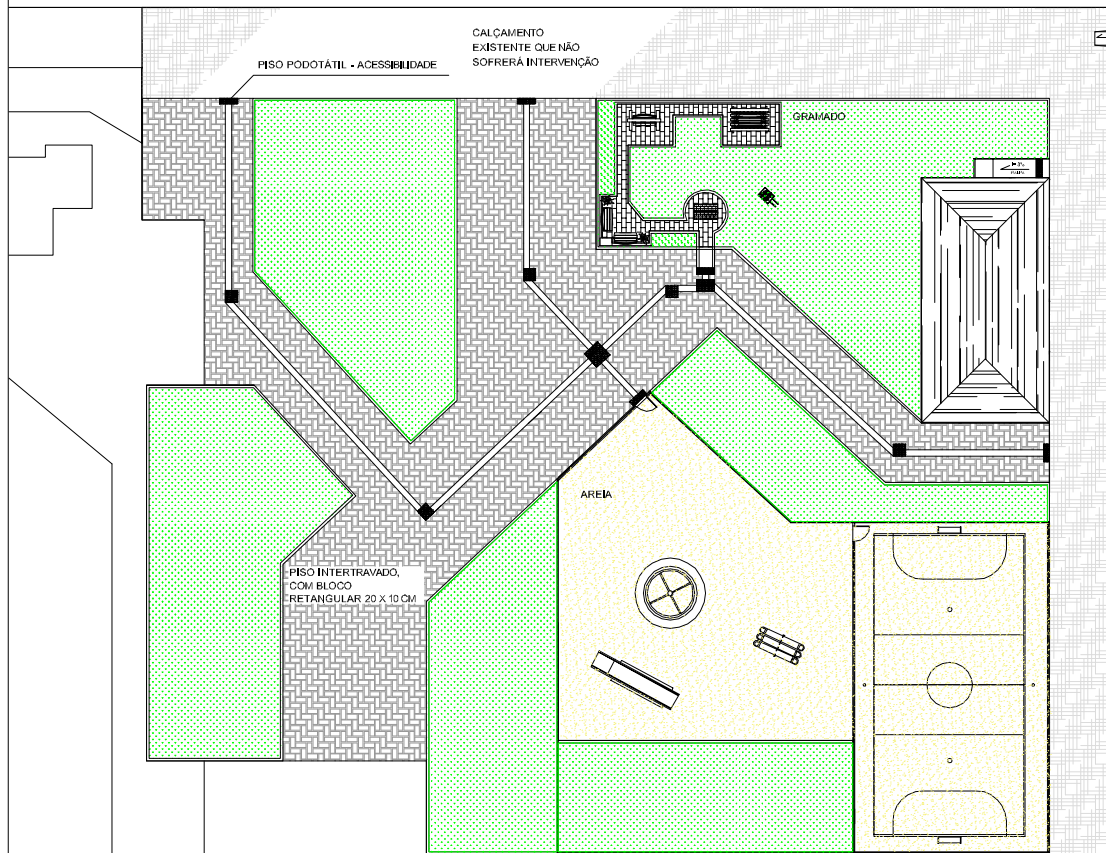 CALÇAMENTO
EXISTENTE QUE NÃO
SOFRERÁ INTERVENÇÃO
PISO PODOTÁTIL - ACESSIBILIDADE
GRAMADO
AREIA
PISO INTERTRAVADO,
COM BLOCO
RETANGULAR 20 X 10 CM